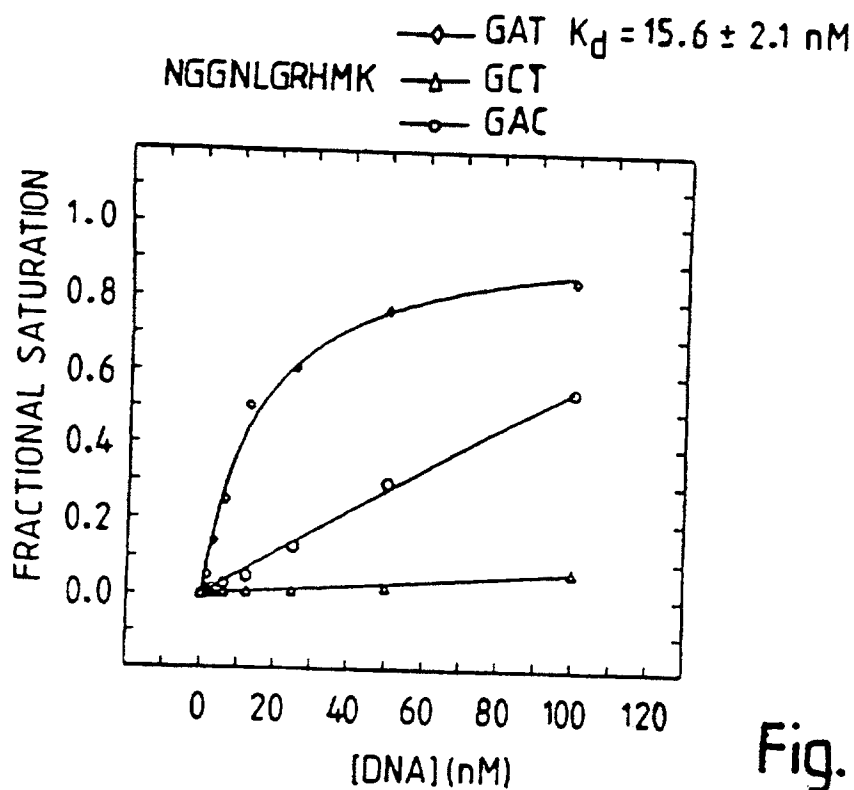 GAT Kd = 15.6 ± 2.1 nM
NGGNLGRHMK GCT
GAC
FRACTIONAL SATURATION
1.0
0.8
0.6
0.4
0.2
0.0
0 20 40 60 80 100 120
[DNA] (nM)
Fig.